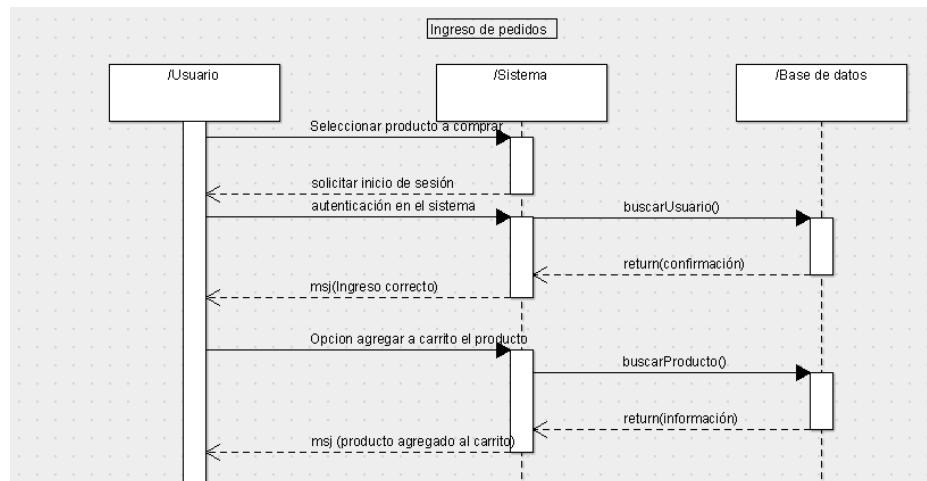 Ingreso de pedidos
/Usuario
/Sistema
/Base de datos
Seleccionar producto a comprar
solicitar inicio de sesión
autenticación en el sistema
buscarUsuario()
return(confirmación)
msj(Ingreso correcto)
Opcion agregar a carrito el producto
buscarProducto()
return(información)
msj (producto agregado al carrito)